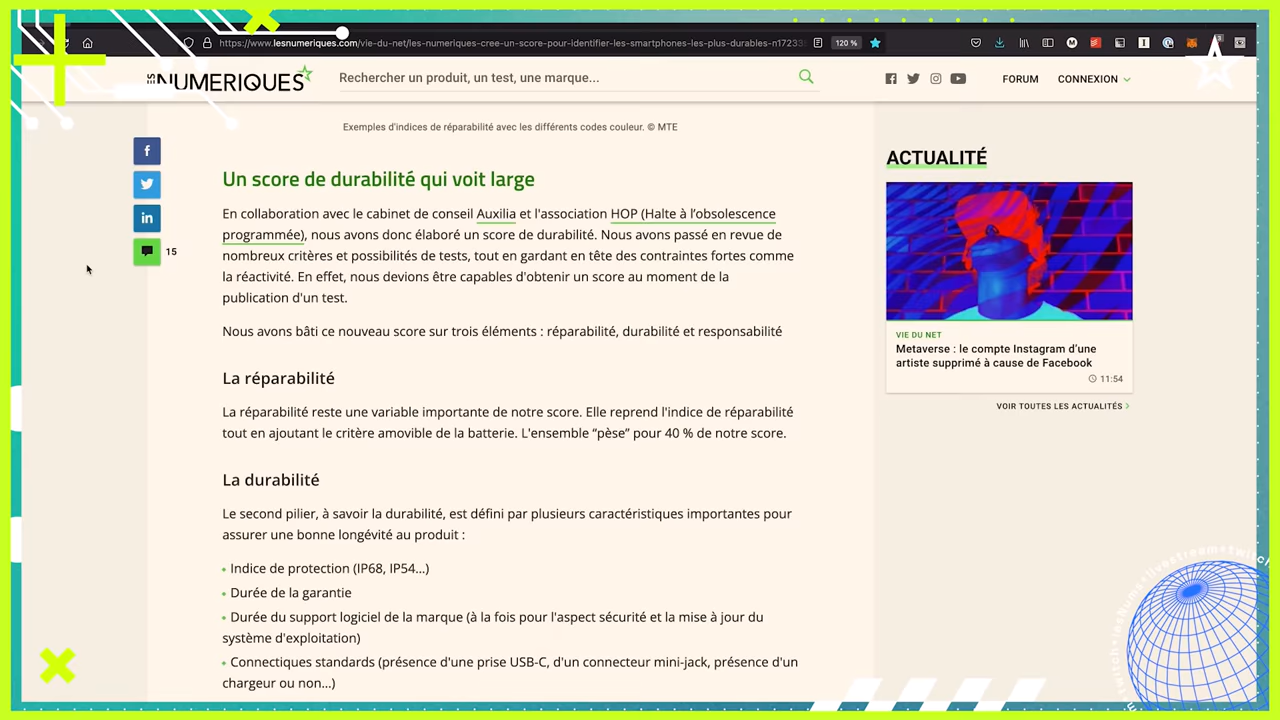 https://www.lesnumeriques.com/vie-du-net/les-numeriques-cree-un-score-pour-identifier-les-smartphones-les-plus-durables-n17233
120 %
LES NUMERIQUES
Rechercher un produit, un test, une marque...
FORUM
CONNEXION
Exemples d'indices de réparabilité avec les différents codes couleur. © MTE
Un score de durabilité qui voit large
En collaboration avec le cabinet de conseil Auxilia et l'association HOP (Halte à l’obsolescence
programmée), nous avons donc élaboré un score de durabilité. Nous avons passé en revue de
nombreux critères et possibilités de tests, tout en gardant en tête des contraintes fortes comme
la réactivité. En effet, nous devions être capables d'obtenir un score au moment de la
publication d'un test.
15
Nous avons bâti ce nouveau score sur trois éléments : réparabilité, durabilité et responsabilité
La réparabilité
La réparabilité reste une variable importante de notre score. Elle reprend l'indice de réparabilité
tout en ajoutant le critère amovible de la batterie. L'ensemble “pèse” pour 40 % de notre score.
La durabilité
Le second pilier, à savoir la durabilité, est défini par plusieurs caractéristiques importantes pour
assurer une bonne longévité au produit :
• Indice de protection (IP68, IP54...)
• Durée de la garantie
• Durée du support logiciel de la marque (à la fois pour l'aspect sécurité et la mise à jour du
système d'exploitation)
• Connectiques standards (présence d'une prise USB-C, d'un connecteur mini-jack, présence d'un
chargeur ou non...)
ACTUALITÉ
VIE DU NET
Metaverse : le compte Instagram d’une
artiste supprimé à cause de Facebook
11:54
VOIR TOUTES LES ACTUALITÉS